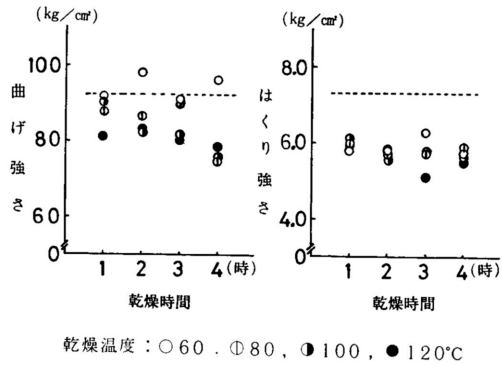 (kg／c㎡)
100
80
60
0
曲げ強さ
1 2 3 4(時)
乾燥時間
(kg／c㎡)
8.0
6.0
4.0
0
はくり強さ
1 2 3 4(時)
乾燥時間
乾燥温度：○60．⦶80，◑100，●120℃